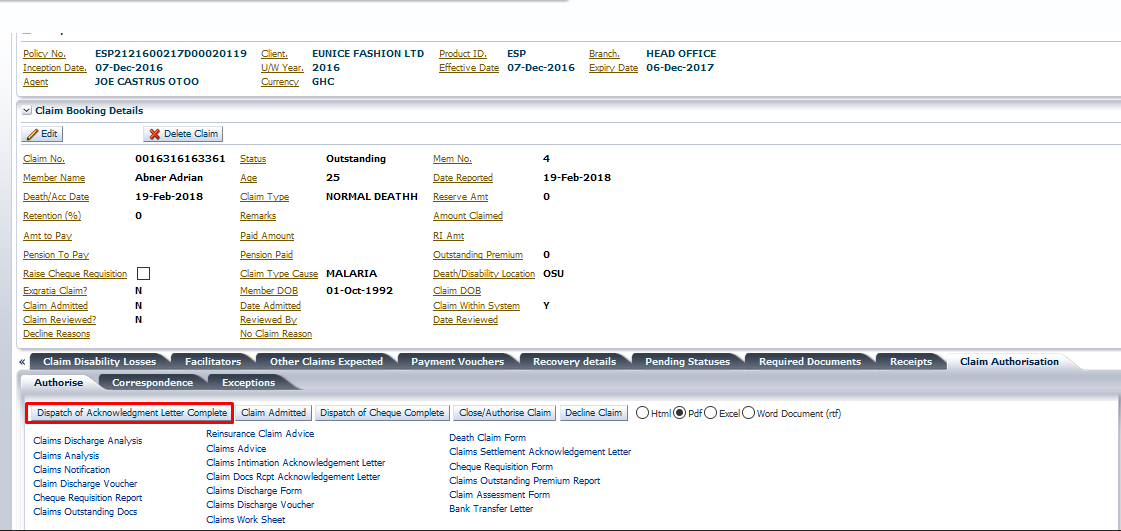 Policy No. ESP2121600217D00020119 Client. EUNICE FASHION LTD Product ID. ESP Branch. HEAD OFFICE
Inception Date. 07-Dec-2016 U/W Year. 2016 Effective Date 07-Dec-2016 Expiry Date 06-Dec-2017
Agent JOE CASTRUS OTOO Currency GHC
Claim Booking Details
Edit Delete Claim
Claim No. 0016316163361 Status Outstanding Mem No. 4
Member Name Abner Adrian Age 25 Date Reported 19-Feb-2018
Death/Acc Date 19-Feb-2018 Claim Type NORMAL DEATHH Reserve Amt 0
Retention (%) 0 Remarks Amount Claimed
Amt to Pay Paid Amount RI Amt
Pension To Pay Pension Paid Outstanding Premium 0
Raise Cheque Requisition Claim Type Cause MALARIA Death/Disability Location OSU
Exgratia Claim? N Member DOB 01-Oct-1992 Claim DOB
Claim Admitted N Date Admitted Claim Within System Y
Claim Reviewed? N Reviewed By Date Reviewed
Decline Reasons No Claim Reason
« Claim Disability Losses Facilitators Other Claims Expected Payment Vouchers Recovery details Pending Statuses Required Documents Receipts Claim Authorisation
Authorise Correspondence Exceptions
Dispatch of Acknowledgment Letter Complete Claim Admitted Dispatch of Cheque Complete Close/Authorise Claim Decline Claim Html Pdf Excel Word Document (rtf)
Claims Discharge Analysis
Claims Analysis
Claims Notification
Claim Discharge Voucher
Cheque Requisition Report
Claims Outstanding Docs
Reinsurance Claim Advice
Claims Advice
Claims Intimation Acknowledgement Letter
Claim Docs Rcpt Acknowledgement Letter
Claims Discharge Form
Claims Discharge Voucher
Claims Work Sheet
Death Claim Form
Claims Settlement Acknowledgement Letter
Cheque Requisition Form
Claims Outstanding Premium Report
Claim Assessment Form
Bank Transfer Letter